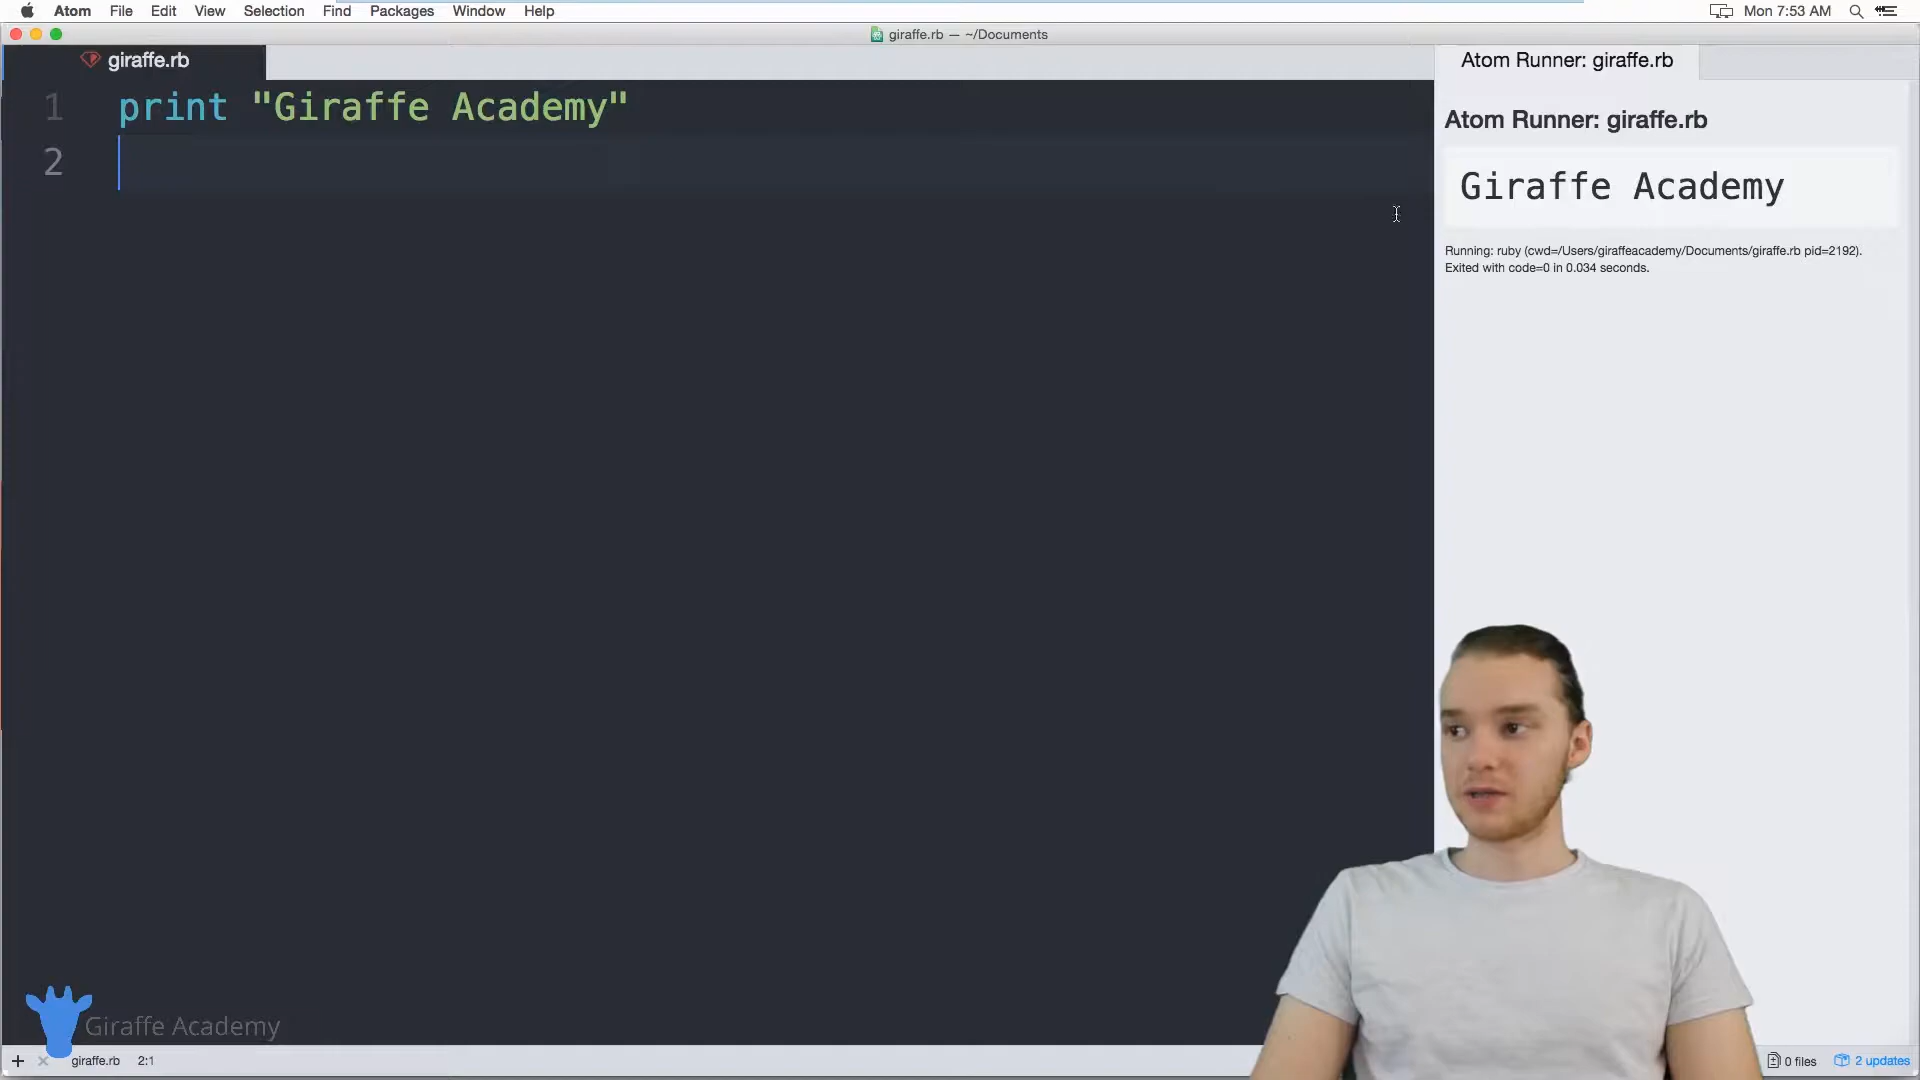 Atom File Edit View Selection Find Packages Window Help Mon 7:53 AM
giraffe.rb — ~/Documents
giraffe.rb
Atom Runner: giraffe.rb
1 print "Giraffe Academy"
2
Atom Runner: giraffe.rb
Giraffe Academy
Running: ruby (cwd=/Users/giraffeacademy/Documents/giraffe.rb pid=2192).
Exited with code=0 in 0.034 seconds.
Giraffe Academy
giraffe.rb 2:1
0 files 2 updates